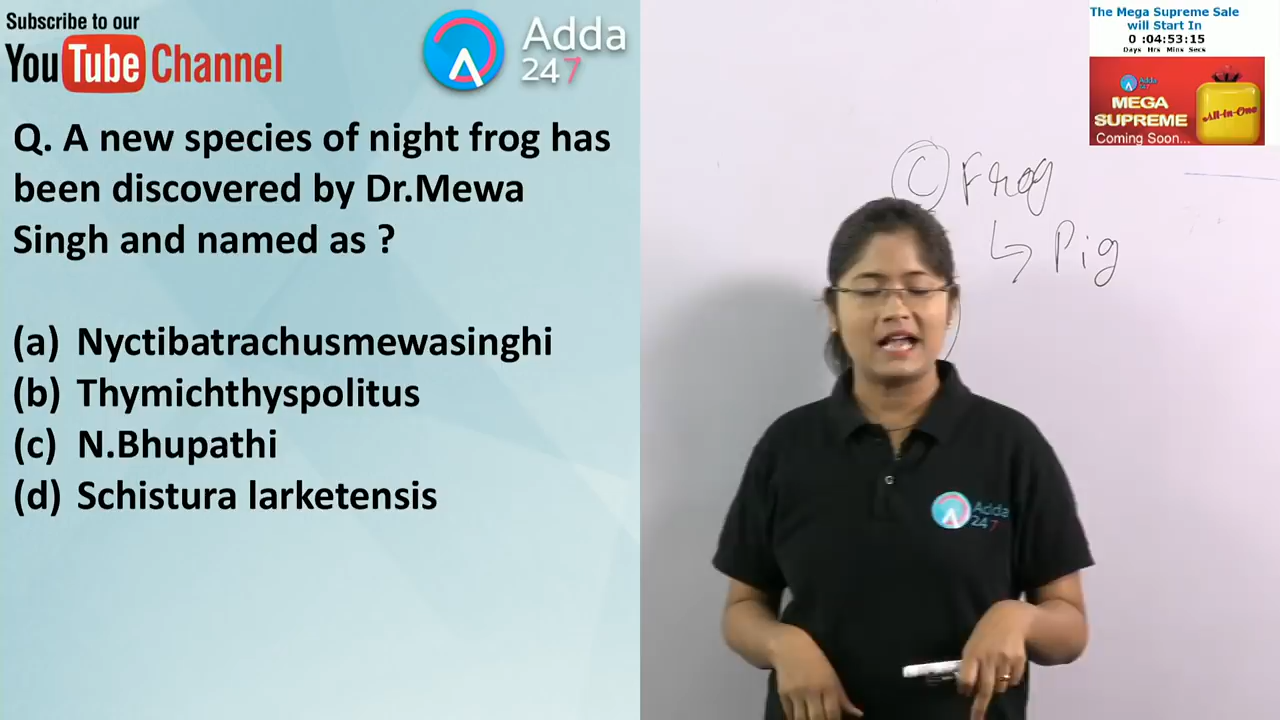 Subscribe to our
YouTube Channel
Adda
247
Q. A new species of night frog has
been discovered by Dr.Mewa
Singh and named as ?
(a) Nyctibatrachusmewasinghi
(b) Thymichthyspolitus
(c) N.Bhupathi
(d) Schistura larketensis
The Mega Supreme Sale
will Start In
0 :04:53:15
Days Hrs Mins Secs
Adda
247
MEGA
SUPREME
Coming Soon...
All-In-One
C Frog
Pig
Adda
247